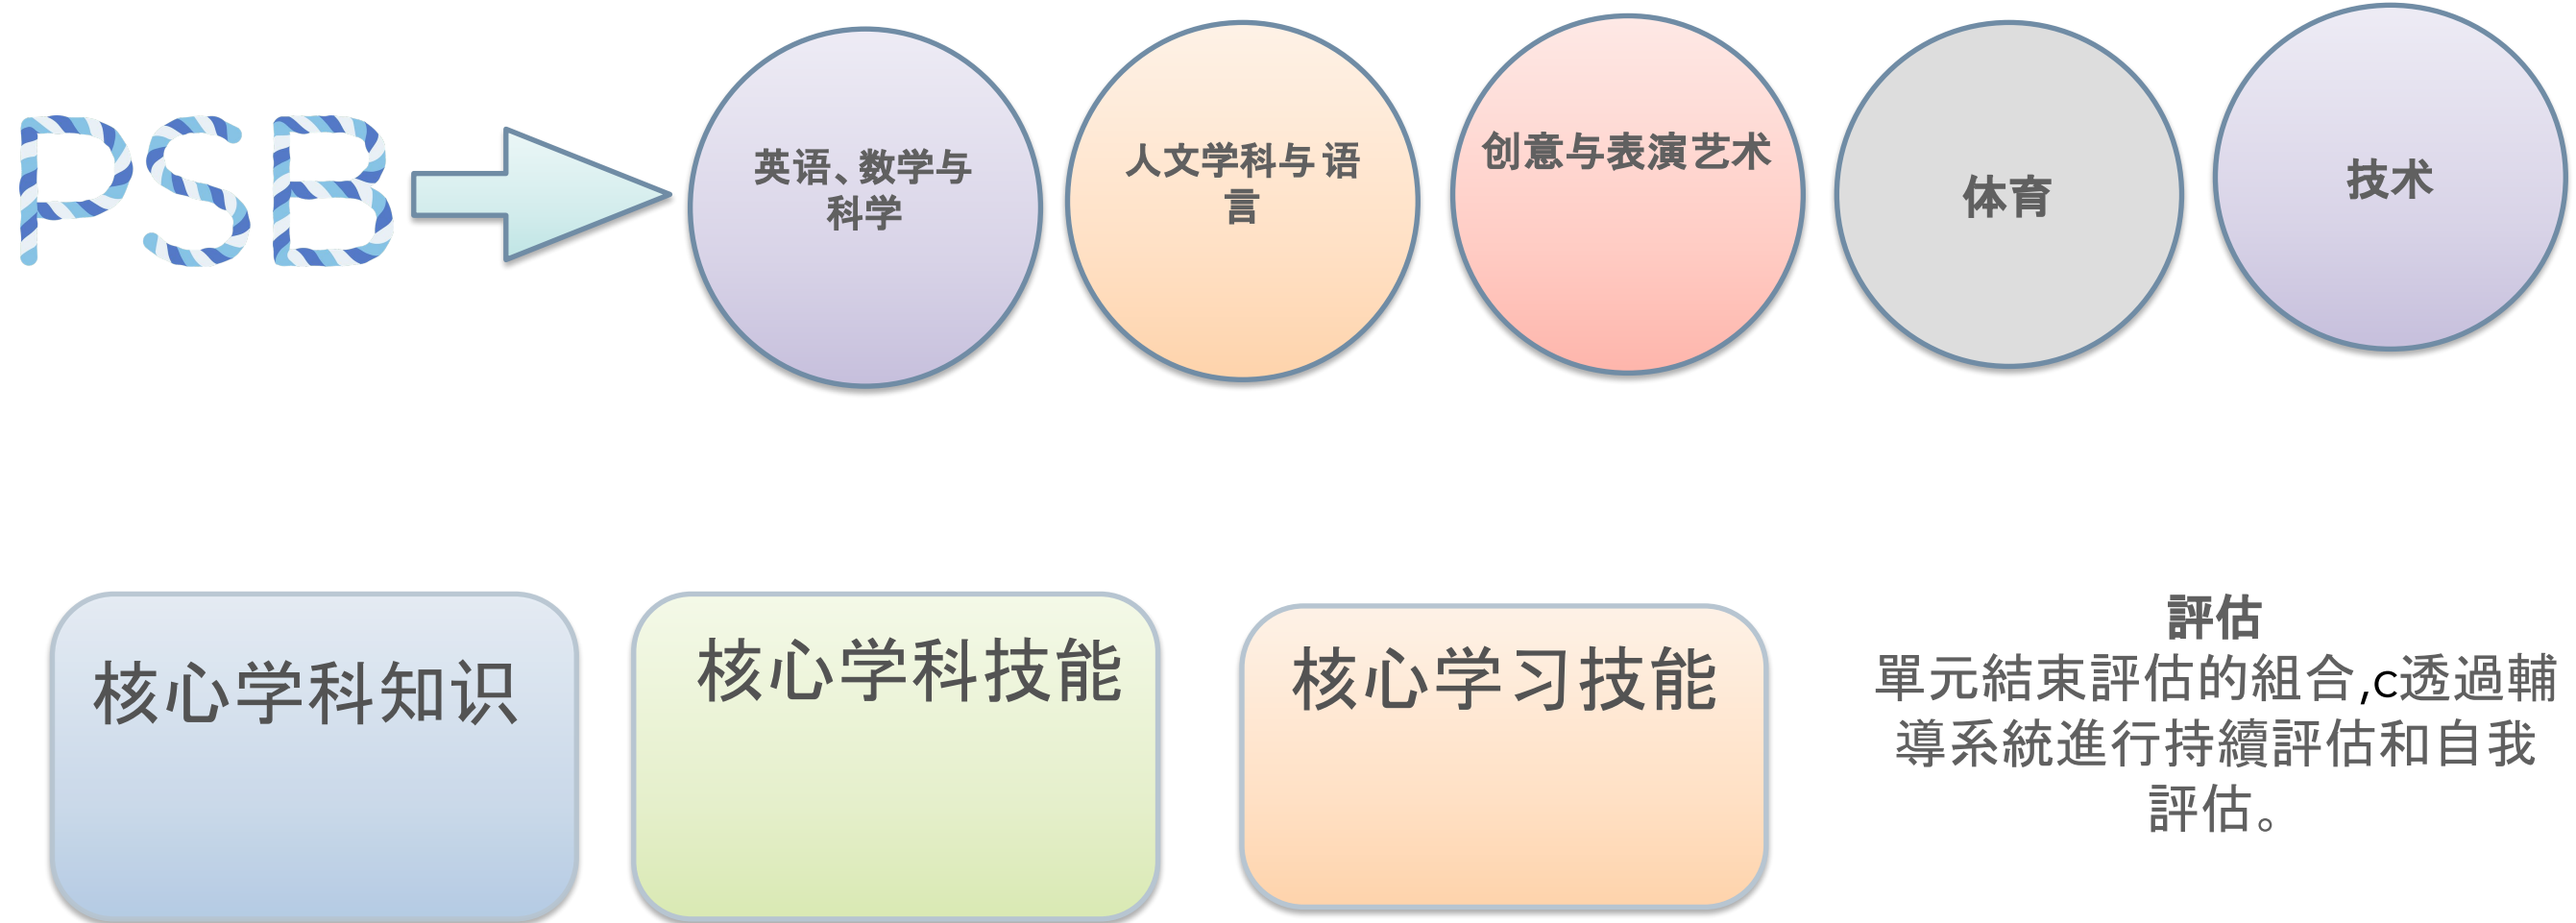 PSB
英语、数学与
科学
人文学科与 语
言
创意与表演艺术
体育
技术
核心学科知识
核心学科技能
核心学习技能
評估
單元結束評估的組合,c透過輔
導系統進行持續評估和自我
評估。